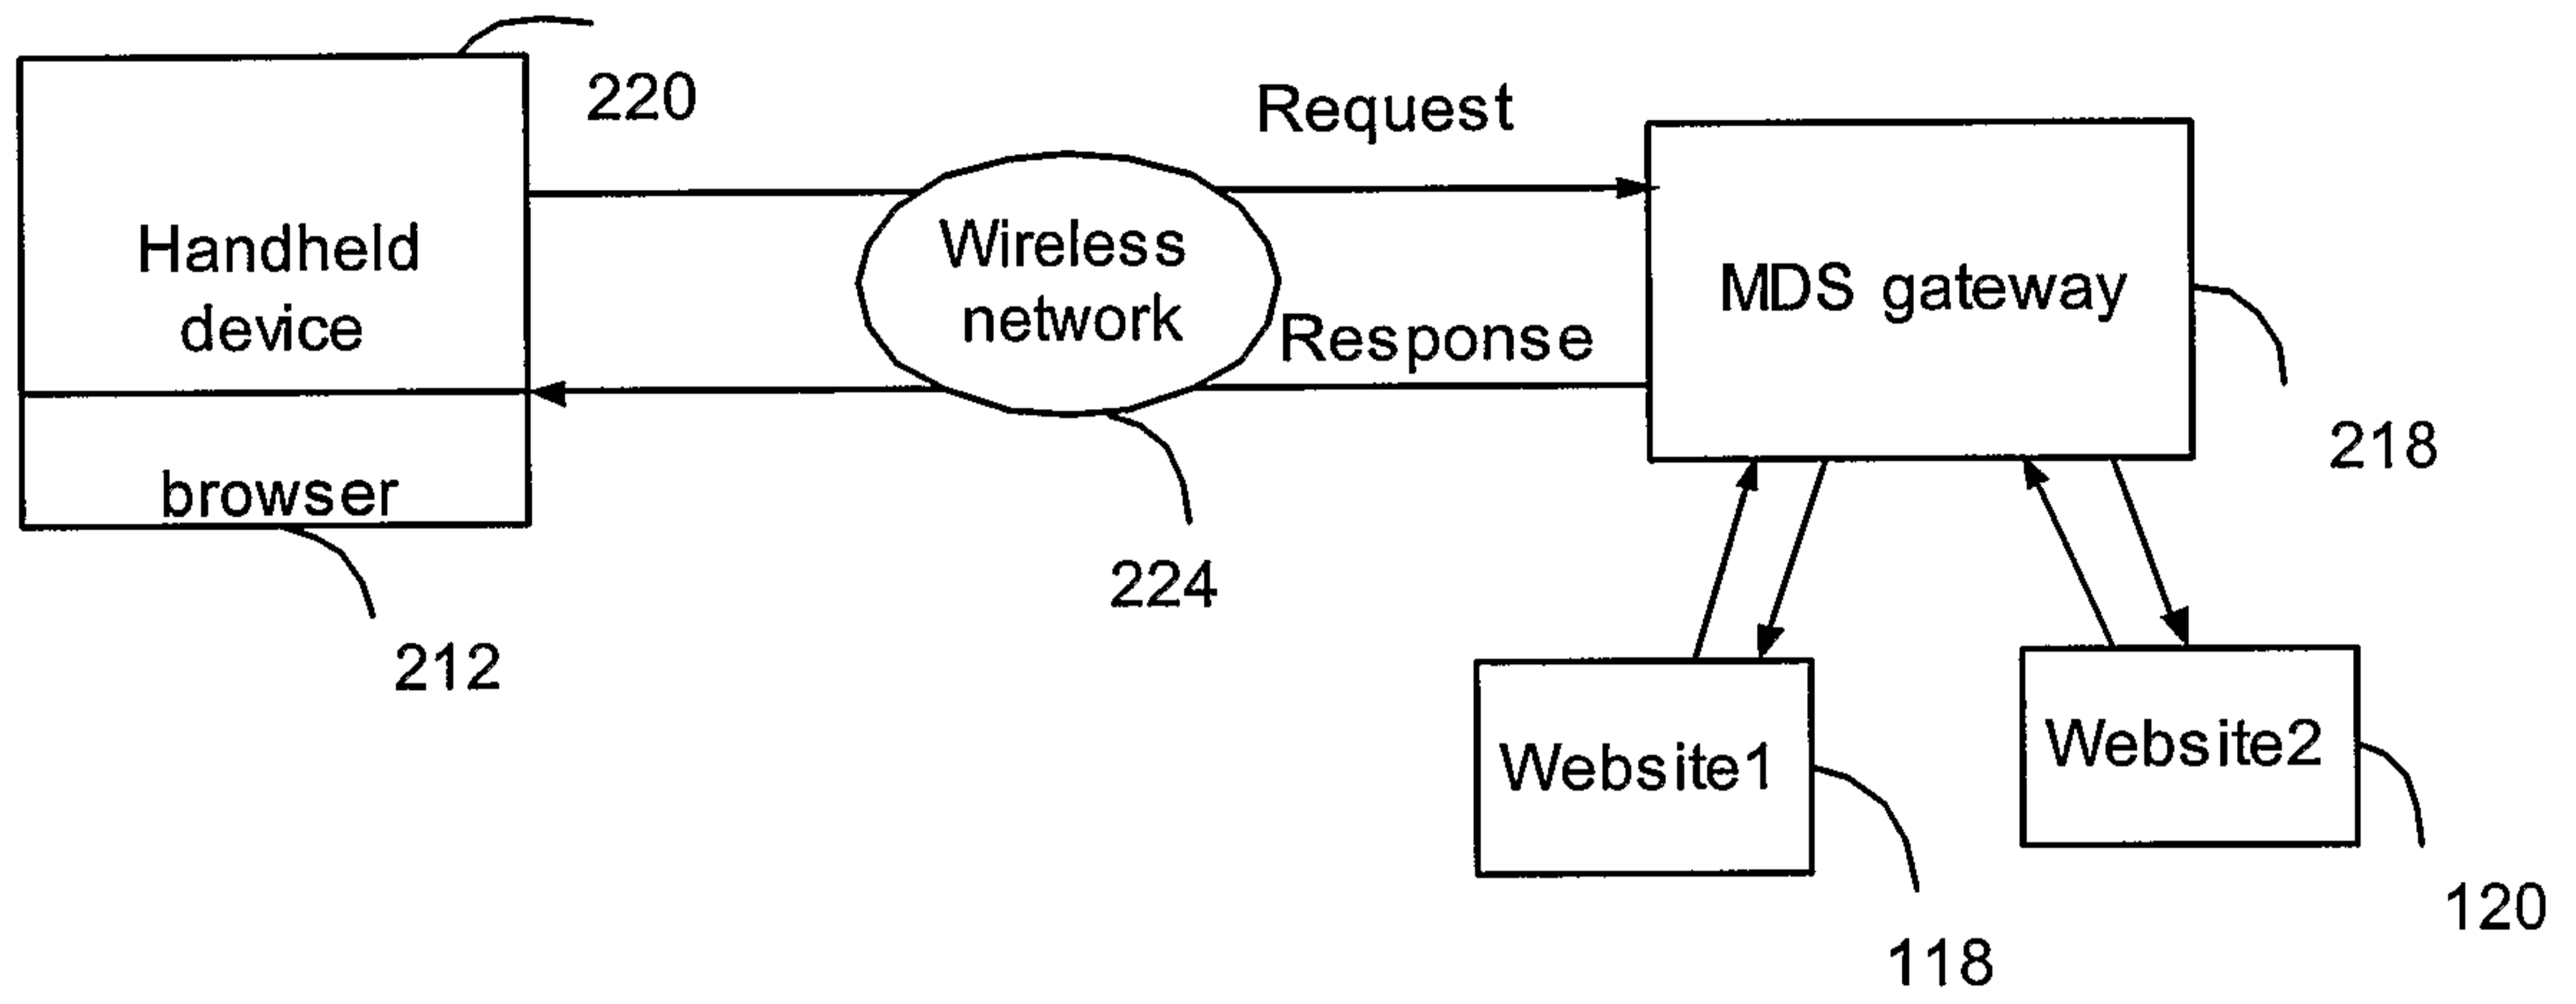 220
Request
Handheld
device
Wireless
network
MDS gateway
Response
218
browser
224
212
Website1
Website2
120
118